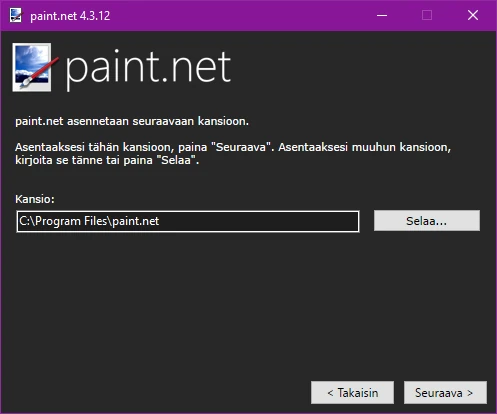 paint.net 4.3.12
paint.net
paint.net asennetaan seuraavaan kansioon.
Asentaaksesi tähän kansioon, paina "Seuraava". Asentaaksesi muuhun kansioon,
kirjoita se tänne tai paina "Selaa".
Kansio:
C:\Program Files\paint.net
Selaa...
< Takaisin
Seuraava >